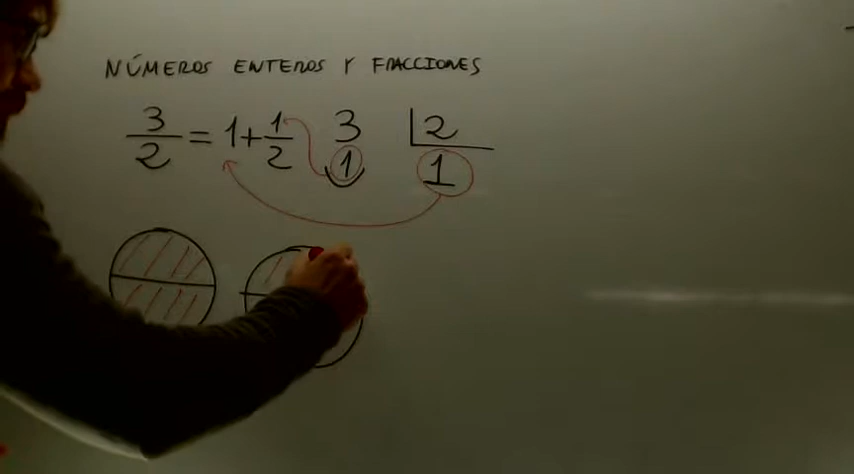 NÚMEROS ENTEROS Y FRACCIONES
3/2 = 1 + 1/2 3 2
1 1